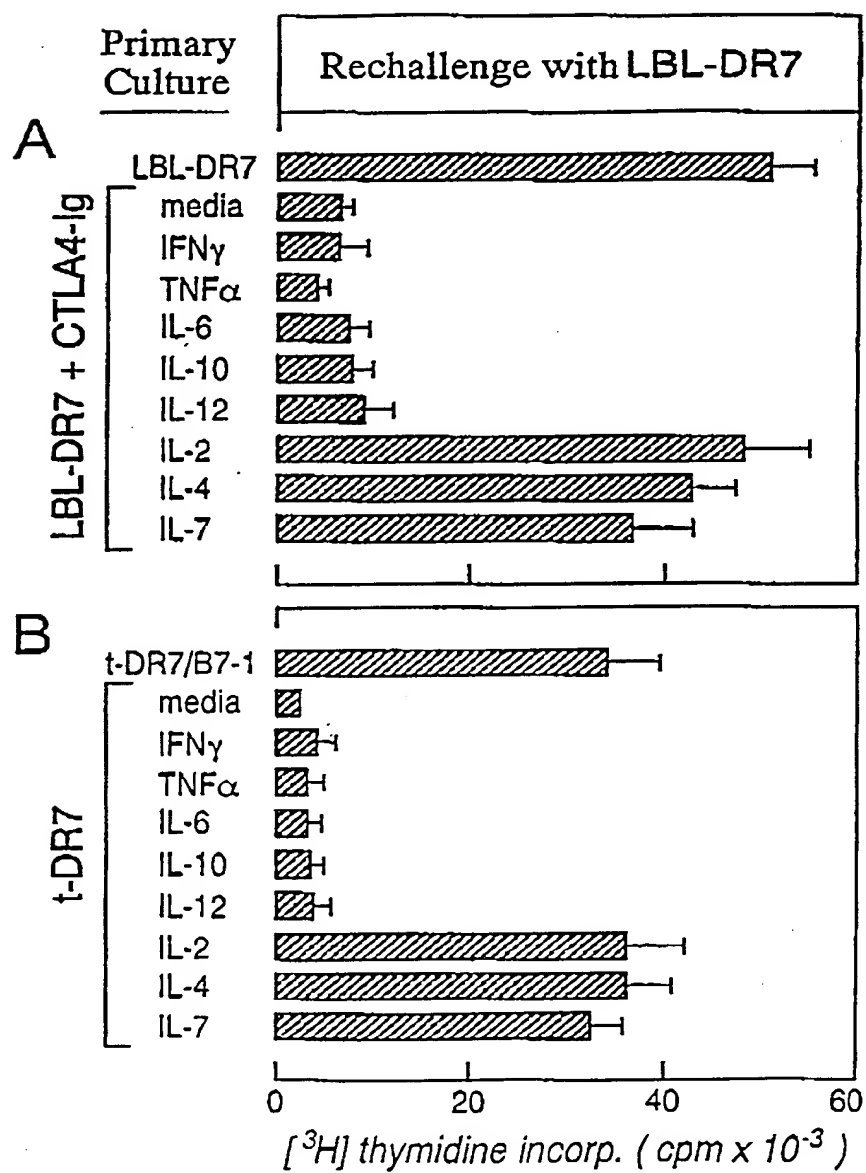 Primary
Culture
Rechallenge with LBL-DR7
A
LBL-DR7
LBL-DR7 + CTLA4-Ig
media
IFNγ
TNFα
IL-6
IL-10
IL-12
IL-2
IL-4
IL-7
B
t-DR7/B7-1
t-DR7
media
IFNγ
TNFα
IL-6
IL-10
IL-12
IL-2
IL-4
IL-7
0 20 40 60
[³H] thymidine incorp. ( cpm x 10⁻³ )